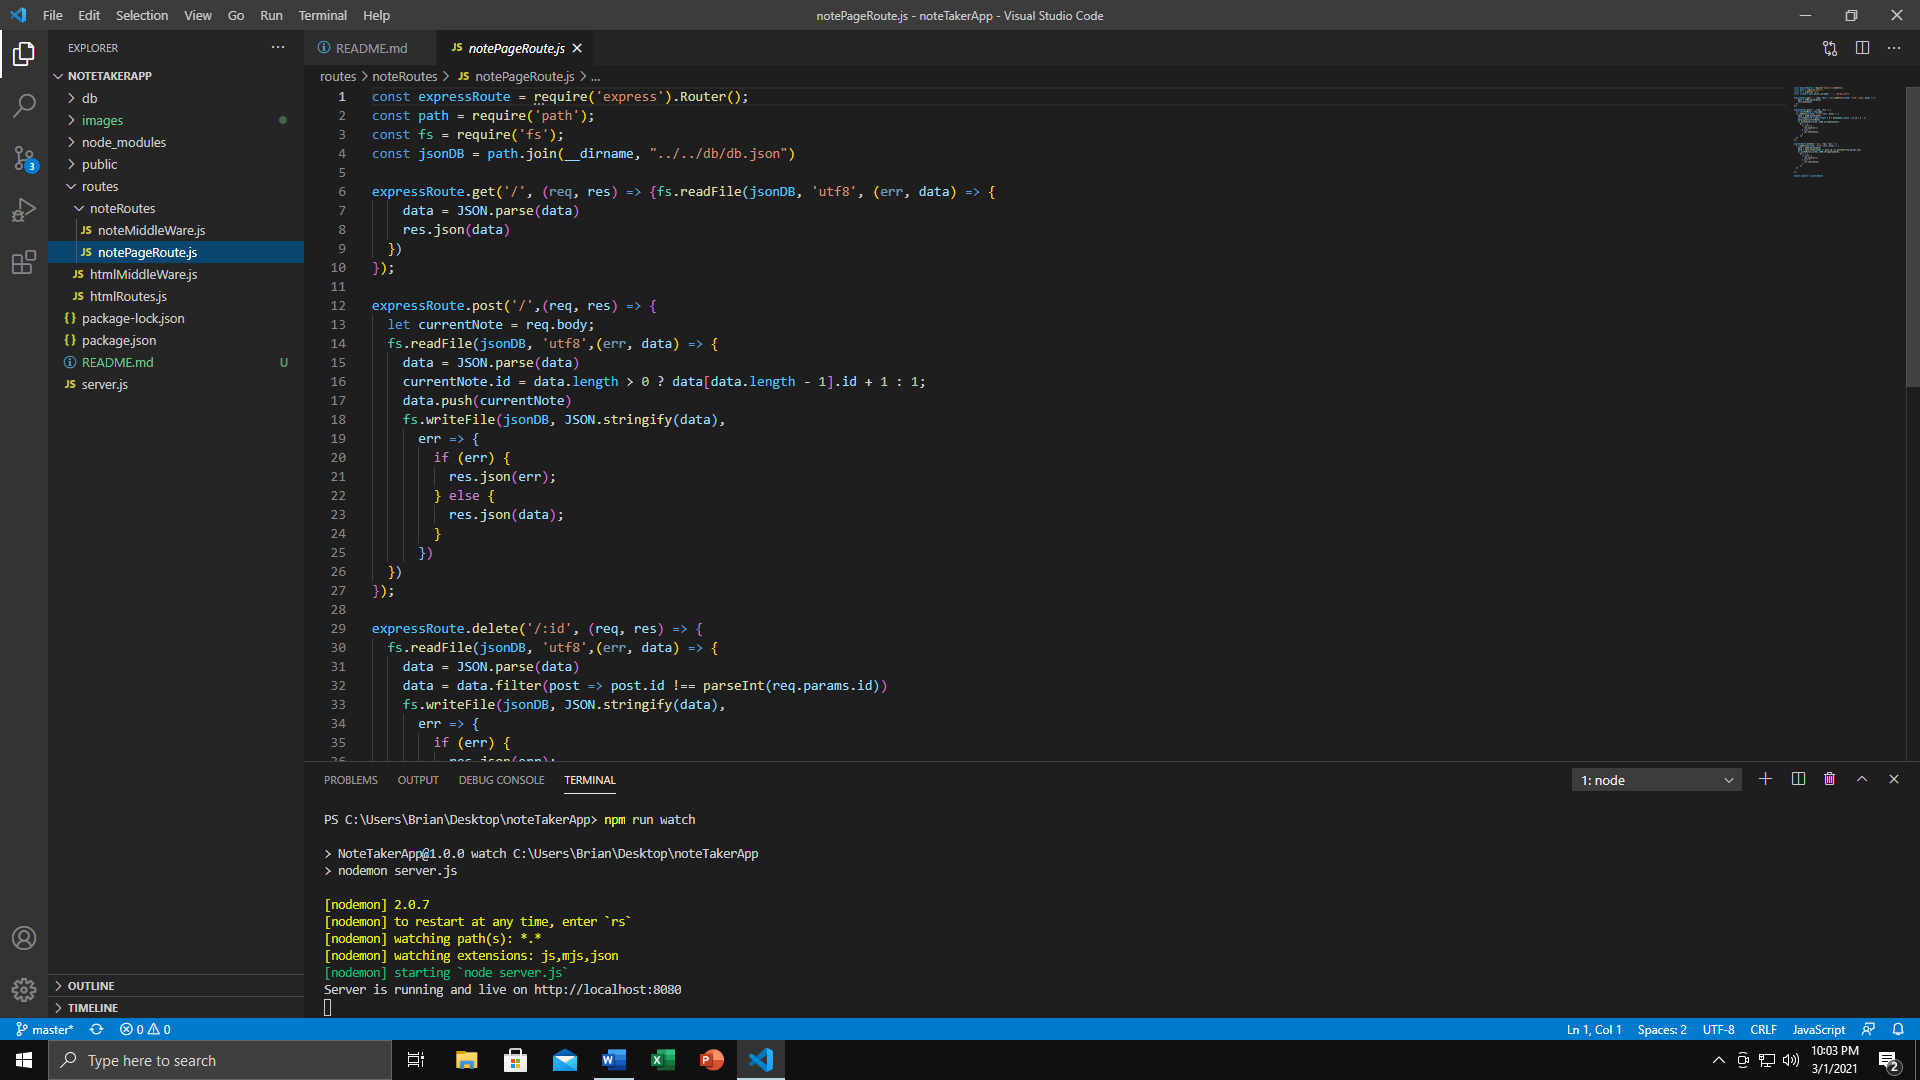 File Edit Selection View Go Run Terminal Help
notePageRoute.js - noteTakerApp - Visual Studio Code
EXPLORER
NOTETAKERAPP
db
images
node_modules
public
routes
noteRoutes
JS noteMiddleWare.js
JS notePageRoute.js
JS htmlMiddleWare.js
JS htmlRoutes.js
{} package-lock.json
{} package.json
README.md U
JS server.js
OUTLINE
TIMELINE
3
README.md
JS notePageRoute.js
routes > noteRoutes > JS notePageRoute.js > ...
1 const expressRoute = require('express').Router();
2 const path = require('path');
3 const fs = require('fs');
4 const jsonDB = path.join(__dirname, "../../db/db.json")
5
6 expressRoute.get('/', (req, res) => {fs.readFile(jsonDB, 'utf8', (err, data) => {
7 data = JSON.parse(data)
8 res.json(data)
9 })
10 });
11
12 expressRoute.post('/',(req, res) => {
13 let currentNote = req.body;
14 fs.readFile(jsonDB, 'utf8',(err, data) => {
15 data = JSON.parse(data)
16 currentNote.id = data.length > 0 ? data[data.length - 1].id + 1 : 1;
17 data.push(currentNote)
18 fs.writeFile(jsonDB, JSON.stringify(data),
19 err => {
20 if (err) {
21 res.json(err);
22 } else {
23 res.json(data);
24 }
25 })
26 })
27 });
28
29 expressRoute.delete('/:id', (req, res) => {
30 fs.readFile(jsonDB, 'utf8',(err, data) => {
31 data = JSON.parse(data)
32 data = data.filter(post => post.id !== parseInt(req.params.id))
33 fs.writeFile(jsonDB, JSON.stringify(data),
34 err => {
35 if (err) {
36 res.json(err);
PROBLEMS OUTPUT DEBUG CONSOLE TERMINAL
1: node
PS C:\Users\Brian\Desktop\noteTakerApp> npm run watch
> NoteTakerApp@1.0.0 watch C:\Users\Brian\Desktop\noteTakerApp
> nodemon server.js
[nodemon] 2.0.7
[nodemon] to restart at any time, enter `rs`
[nodemon] watching path(s): *.*
[nodemon] watching extensions: js,mjs,json
[nodemon] starting `node server.js`
Server is running and live on http://localhost:8080
master* 0 0
Ln 1, Col 1 Spaces: 2 UTF-8 CRLF JavaScript
Type here to search
10:03 PM
3/1/2021
2